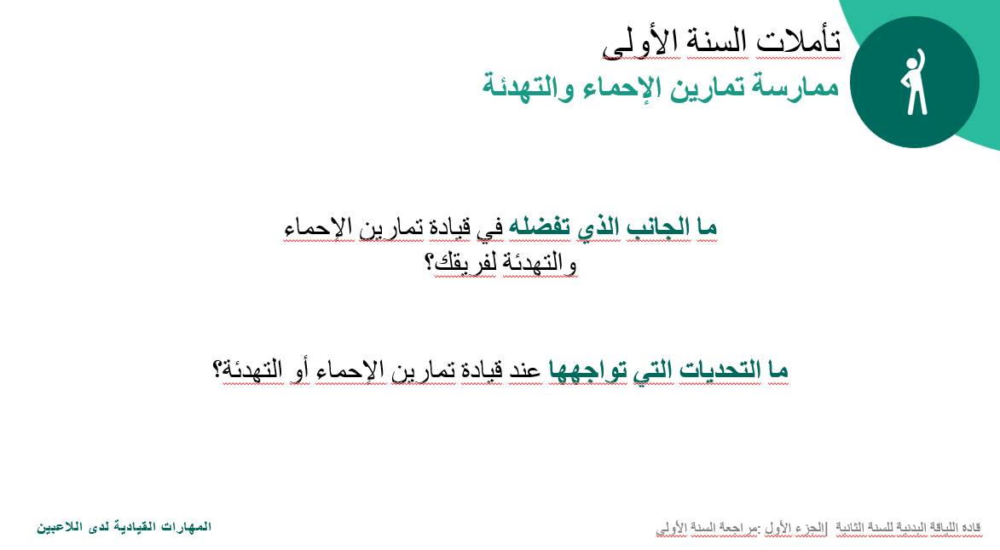 تأملات السنة الأولى
ممارسة تمارين الإحماء والتهدئة
ما الجانب الذي تفضله في قيادة تمارين الإحماء
والتهدئة لفريقك؟
ما التحديات التي تواجهها عند قيادة تمارين الإحماء أو التهدئة؟
قادة اللياقة البدنية للسنة الثانية |الجزء الأول :مراجعة السنة الأولى
المهارات القيادية لدى اللاعبين